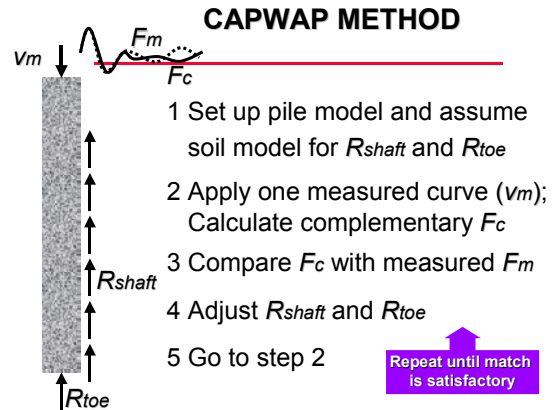 CAPWAP METHOD
Fm
vm
Fc
1 Set up pile model and assume
soil model for Rshaft and Rtoe
2 Apply one measured curve (vm);
Calculate complementary Fc
3 Compare Fc with measured Fm
Rshaft
4 Adjust Rshaft and Rtoe
5 Go to step 2
Repeat until match
is satisfactory
Rtoe